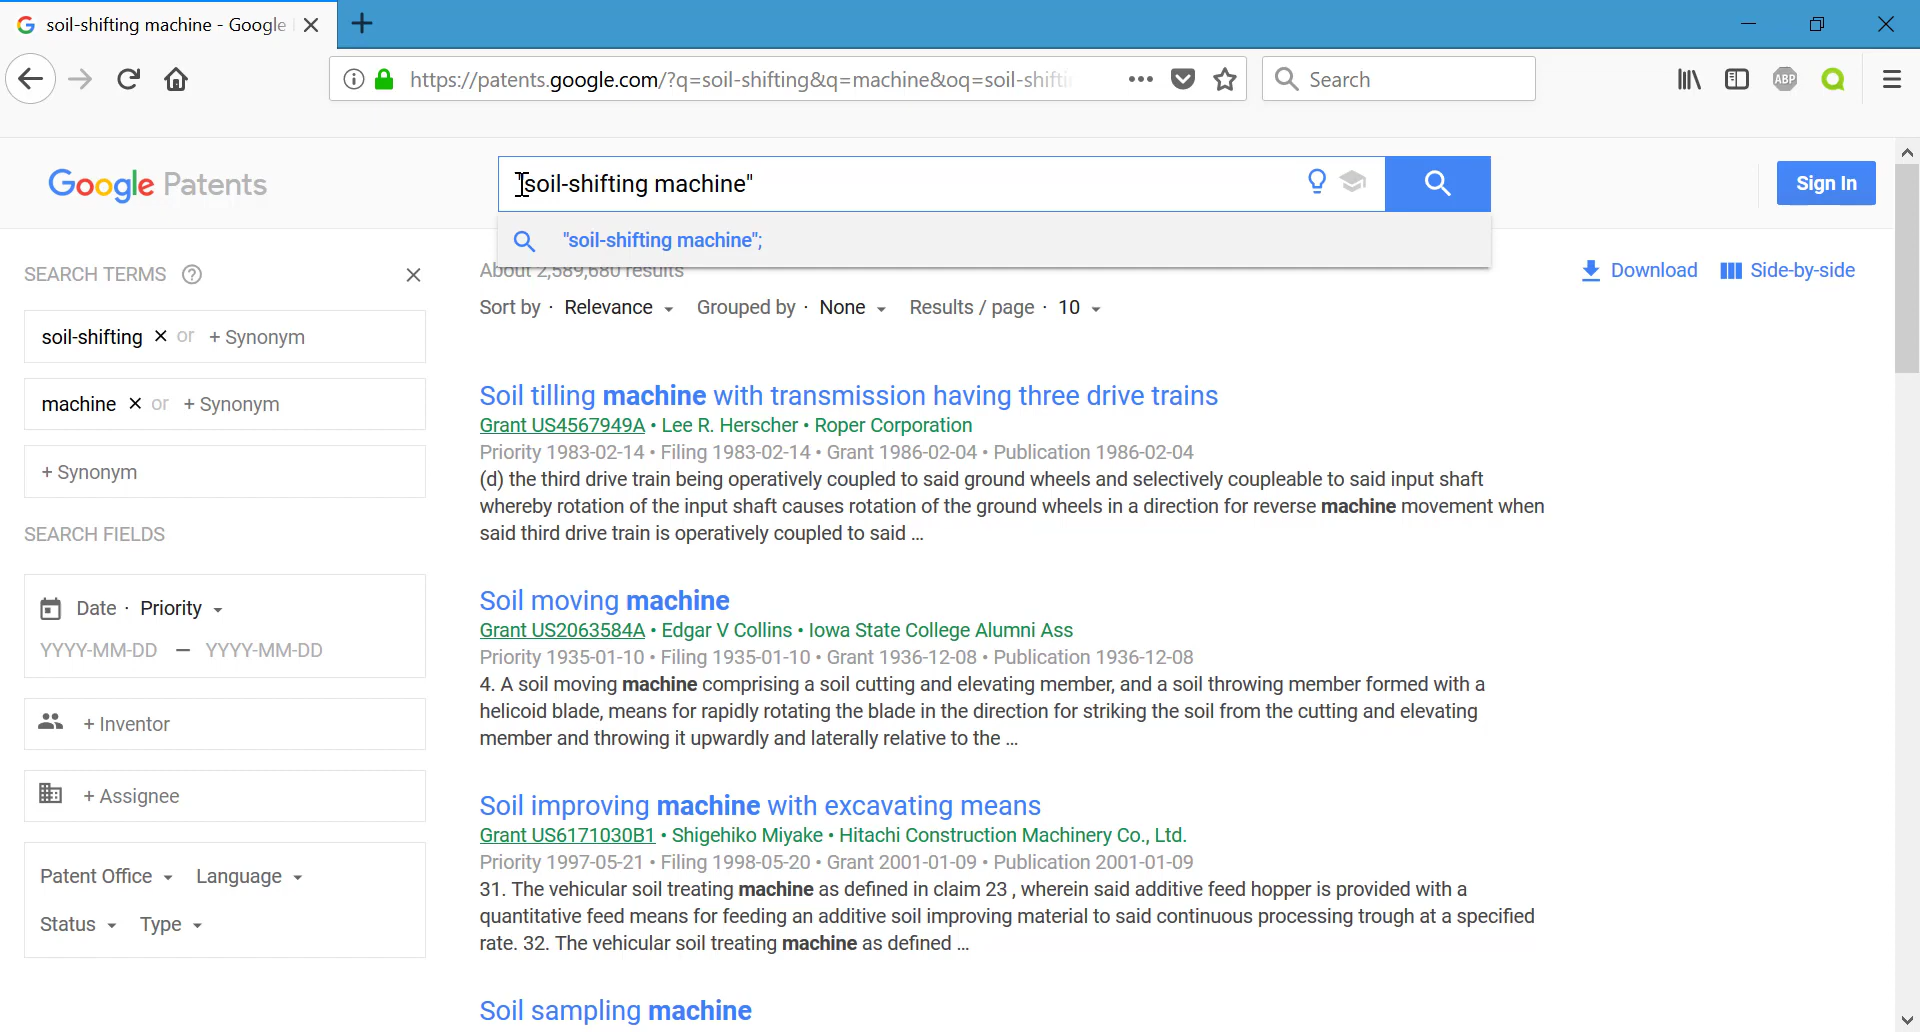 soil-shifting machine - Google
https://patents.google.com/?q=soil-shifting&q=machine&oq=soil-shifti
Search
ABP
Google Patents
"soil-shifting machine"
Sign In
"soil-shifting machine";
SEARCH TERMS
About 2,589,680 results
Download
Side-by-side
Sort by · Relevance
Grouped by · None
Results / page · 10
soil-shifting × or + Synonym
machine × or + Synonym
+ Synonym
SEARCH FIELDS
Date · Priority
YYYY-MM-DD — YYYY-MM-DD
+ Inventor
+ Assignee
Patent Office
Language
Status
Type
Soil tilling machine with transmission having three drive trains
Grant US4567949A • Lee R. Herscher • Roper Corporation
Priority 1983-02-14 • Filing 1983-02-14 • Grant 1986-02-04 • Publication 1986-02-04
(d) the third drive train being operatively coupled to said ground wheels and selectively coupleable to said input shaft
whereby rotation of the input shaft causes rotation of the ground wheels in a direction for reverse machine movement when
said third drive train is operatively coupled to said ...
Soil moving machine
Grant US2063584A • Edgar V Collins • Iowa State College Alumni Ass
Priority 1935-01-10 • Filing 1935-01-10 • Grant 1936-12-08 • Publication 1936-12-08
4. A soil moving machine comprising a soil cutting and elevating member, and a soil throwing member formed with a
helicoid blade, means for rapidly rotating the blade in the direction for striking the soil from the cutting and elevating
member and throwing it upwardly and laterally relative to the ...
Soil improving machine with excavating means
Grant US6171030B1 • Shigehiko Miyake • Hitachi Construction Machinery Co., Ltd.
Priority 1997-05-21 • Filing 1998-05-20 • Grant 2001-01-09 • Publication 2001-01-09
31. The vehicular soil treating machine as defined in claim 23 , wherein said additive feed hopper is provided with a
quantitative feed means for feeding an additive soil improving material to said continuous processing trough at a specified
rate. 32. The vehicular soil treating machine as defined ...
Soil sampling machine